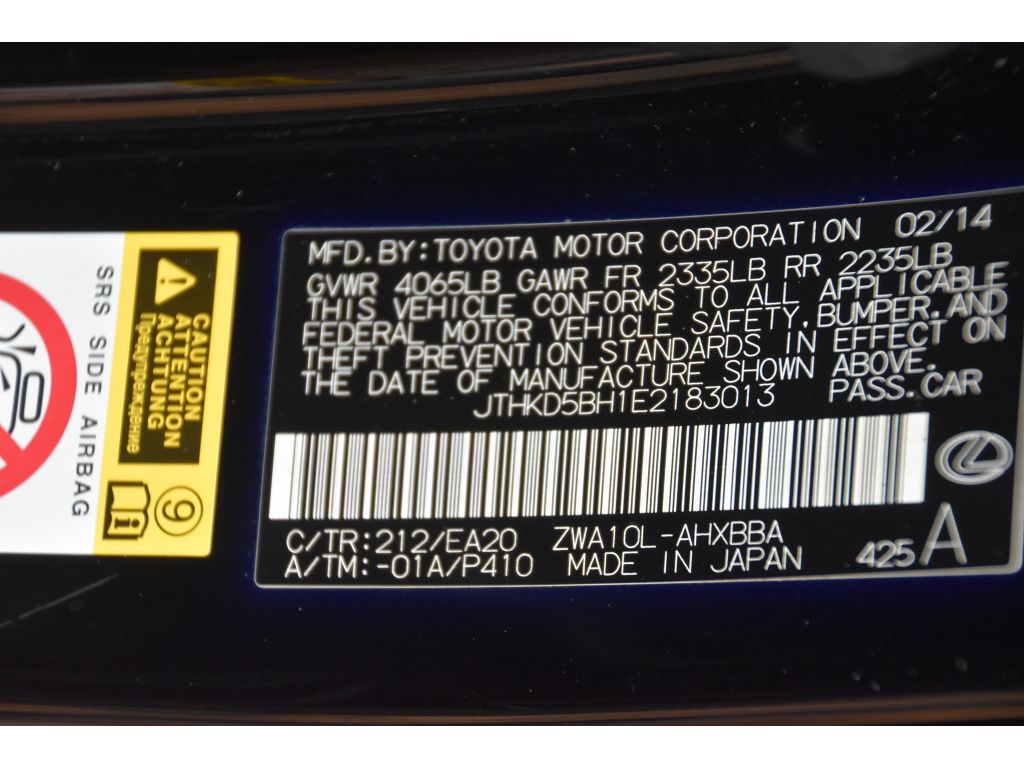 MFD.BY:TOYOTA MOTOR CORPORATION 02/14
GVWR 4065LB GAWR FR 2335LB RR 2235LB
THIS VEHICLE CONFORMS TO ALL APPLICABLE
FEDERAL MOTOR VEHICLE SAFETY,BUMPER,AND
THEFT PREVENTION STANDARDS IN EFFECT ON
THE DATE OF MANUFACTURE SHOWN ABOVE.
JTHKD5BH1E2183013 PASS.CAR
C/TR:212/EA20 ZWA10L-AHXBBA
A/TM:-01A/P410 MADE IN JAPAN 425 A
CAUTION
ATTENTION
ACHTUNG
Предупреждение
9
SRS SIDE AIRBAG